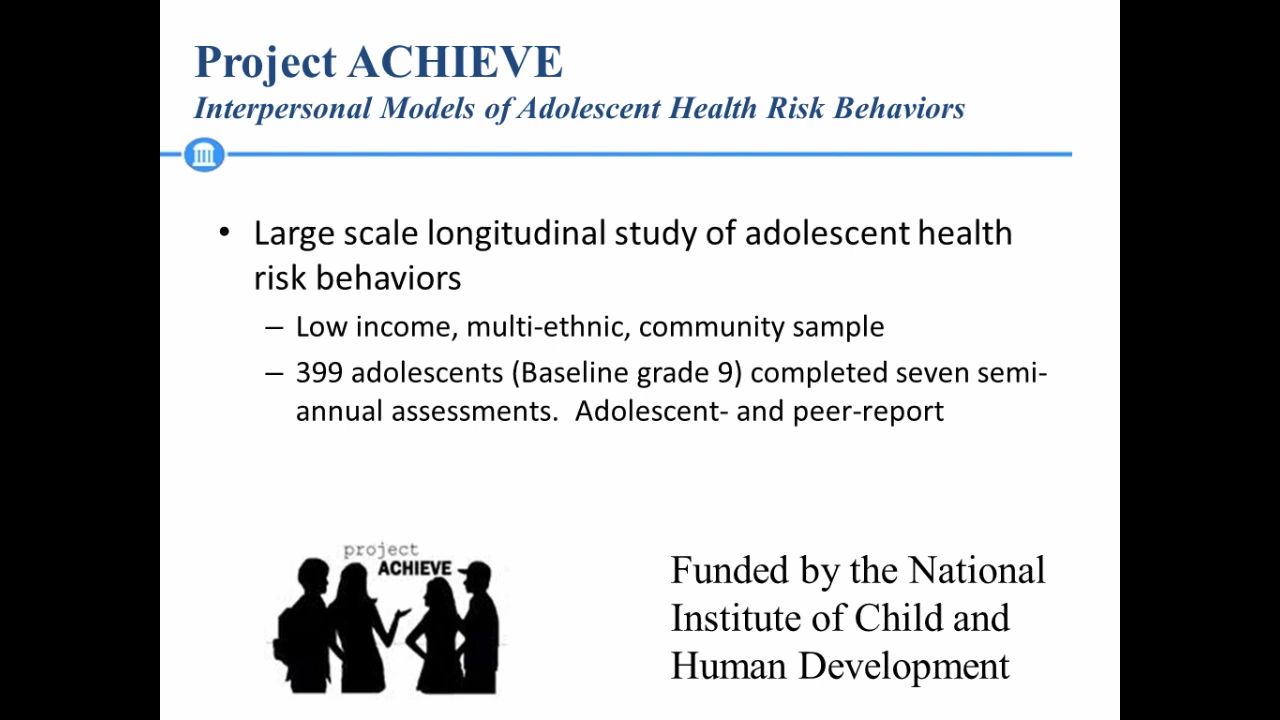 Project ACHIEVE
Interpersonal Models of Adolescent Health Risk Behaviors
• Large scale longitudinal study of adolescent health
risk behaviors
– Low income, multi-ethnic, community sample
– 399 adolescents (Baseline grade 9) completed seven semi-
annual assessments.  Adolescent- and peer-report
project
ACHIEVE
Funded by the National
Institute of Child and
Human Development